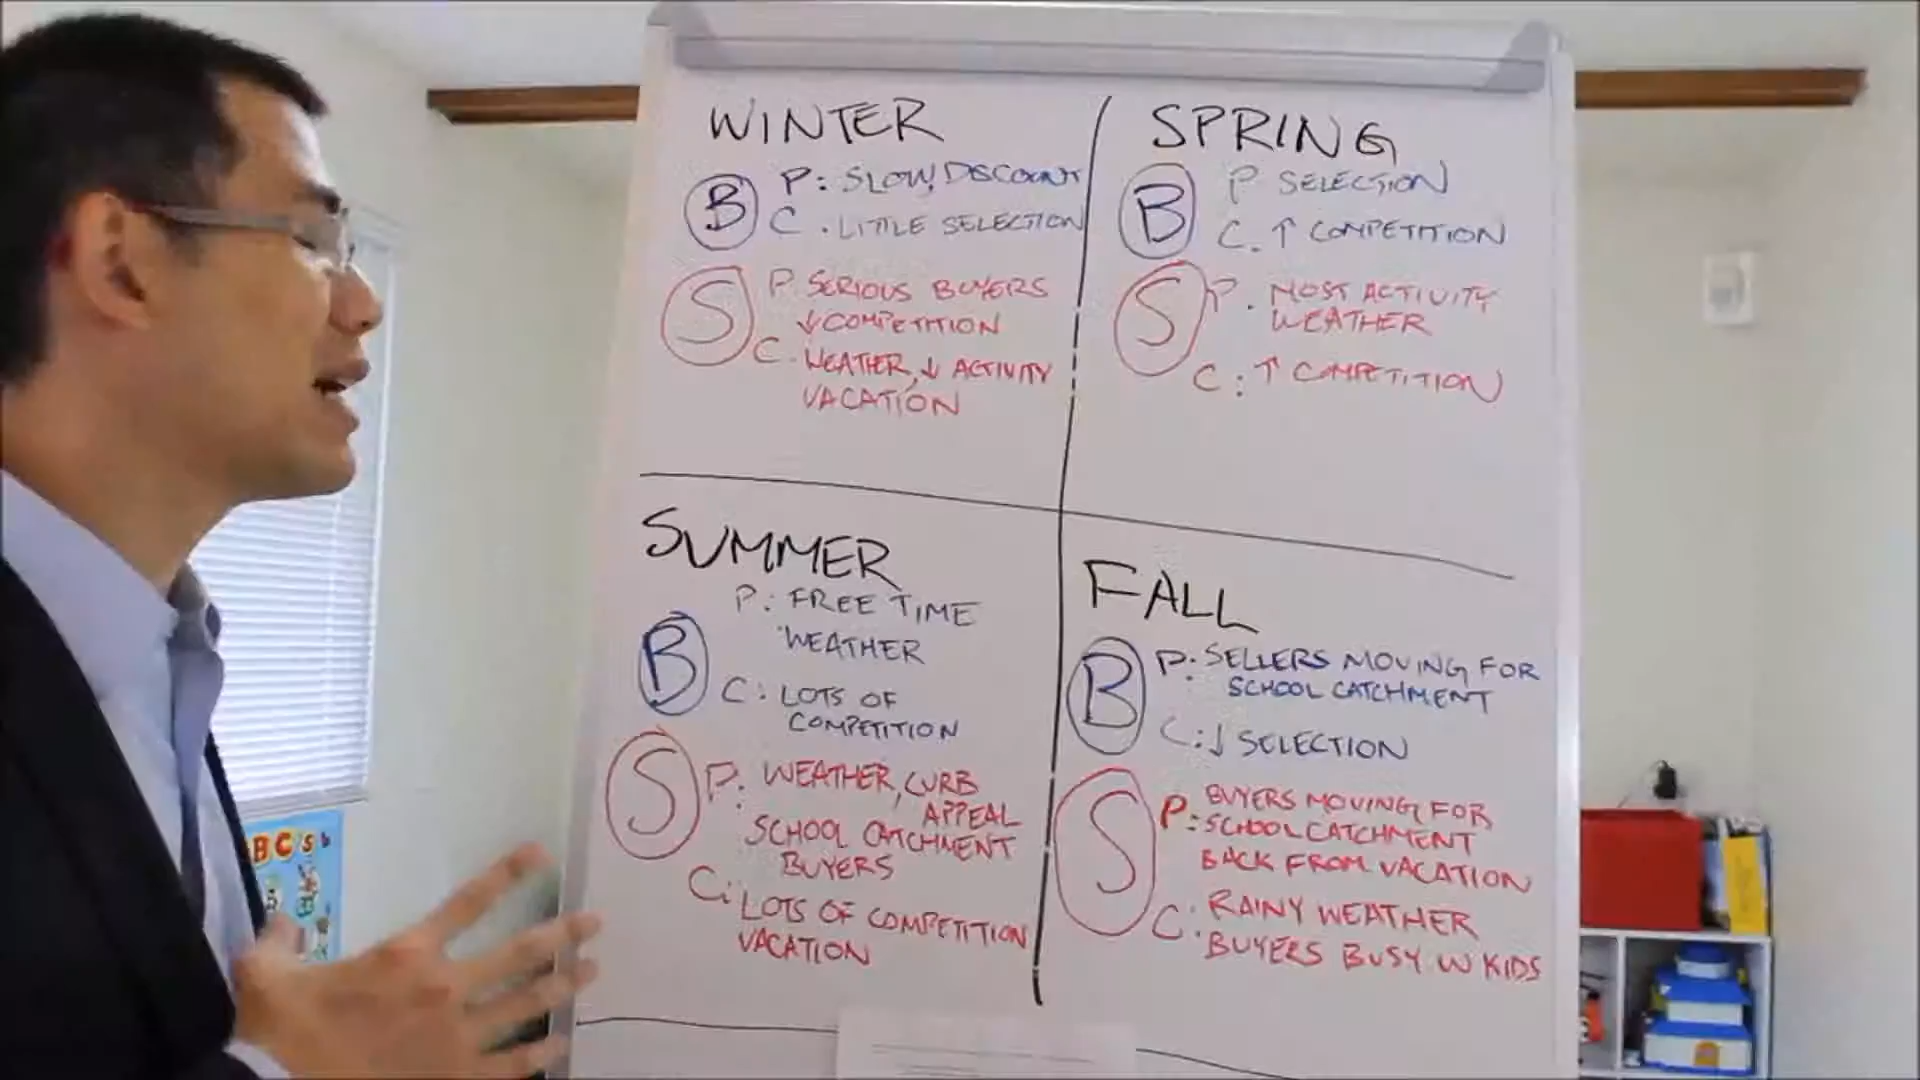 WINTER
B
P: SLOW, DISCOUNT
C. LITTLE SELECTION
S
P. SERIOUS BUYERS
↓ COMPETITION
C. WEATHER, ↓ ACTIVITY
VACATION
SPRING
B
P SELECTION
C. ↑ COMPETITION
S
P. MOST ACTIVITY
WEATHER
C: ↑ COMPETITION
SUMMER
B
P: FREE TIME
WEATHER
C: LOTS OF
COMPETITION
S
P: WEATHER, CURB
APPEAL
SCHOOL CATCHMENT
BUYERS
C: LOTS OF COMPETITION
VACATION
FALL
B
P: SELLERS MOVING FOR
SCHOOL CATCHMENT
C: ↓ SELECTION
S
P: BUYERS MOVING FOR
SCHOOL CATCHMENT
BACK FROM VACATION
C: RAINY WEATHER
BUYERS BUSY W KIDS
BC's